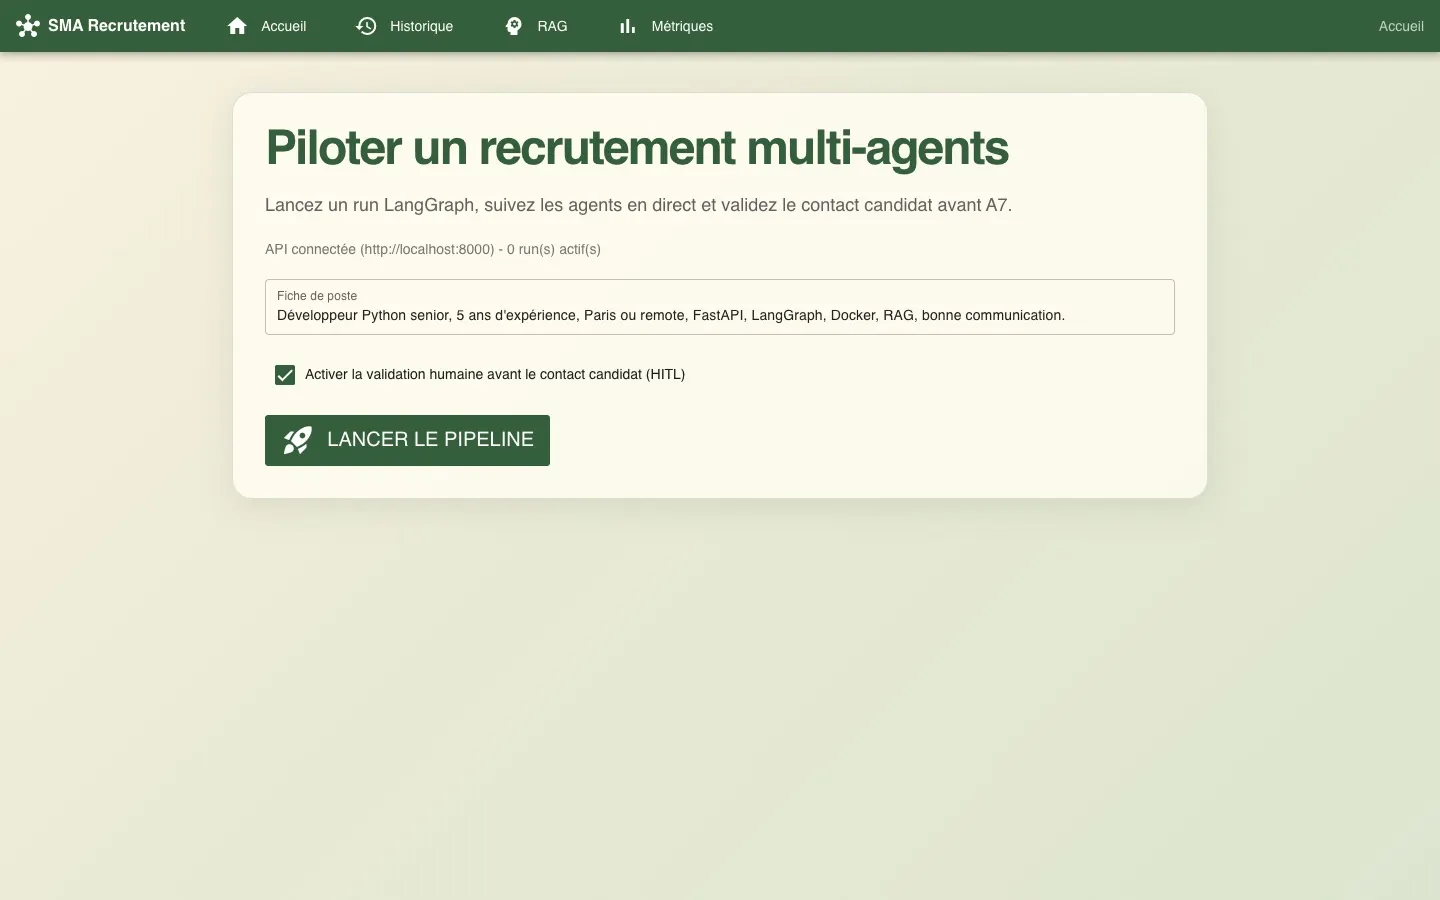 SMA Recrutement
Accueil
Historique
RAG
Métriques
Accueil
Piloter un recrutement multi-agents
Lancez un run LangGraph, suivez les agents en direct et validez le contact candidat avant A7.
API connectée (http://localhost:8000) - 0 run(s) actif(s)
Fiche de poste
Développeur Python senior, 5 ans d'expérience, Paris ou remote, FastAPI, LangGraph, Docker, RAG, bonne communication.
Activer la validation humaine avant le contact candidat (HITL)
LANCER LE PIPELINE